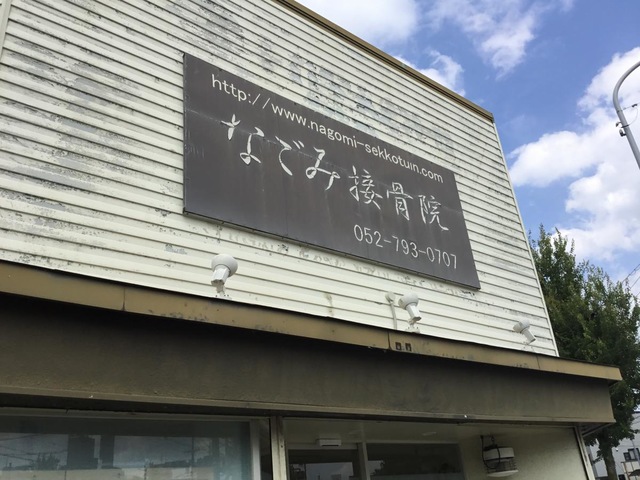 http://www.nagomi-sekkotuin.com
なごみ接骨院
052-793-0707